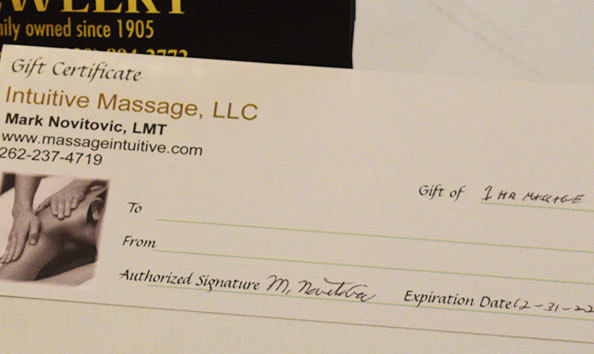 EWELRY
ily owned since 1905
Gift Certificate
Intuitive Massage, LLC
Mark Novitovic, LMT
www.massageintuitive.com
262-237-4719
Gift of 1 HR MASSAGE
To
From
Authorized Signature M. Novitovic
Expiration Date 12-31-22